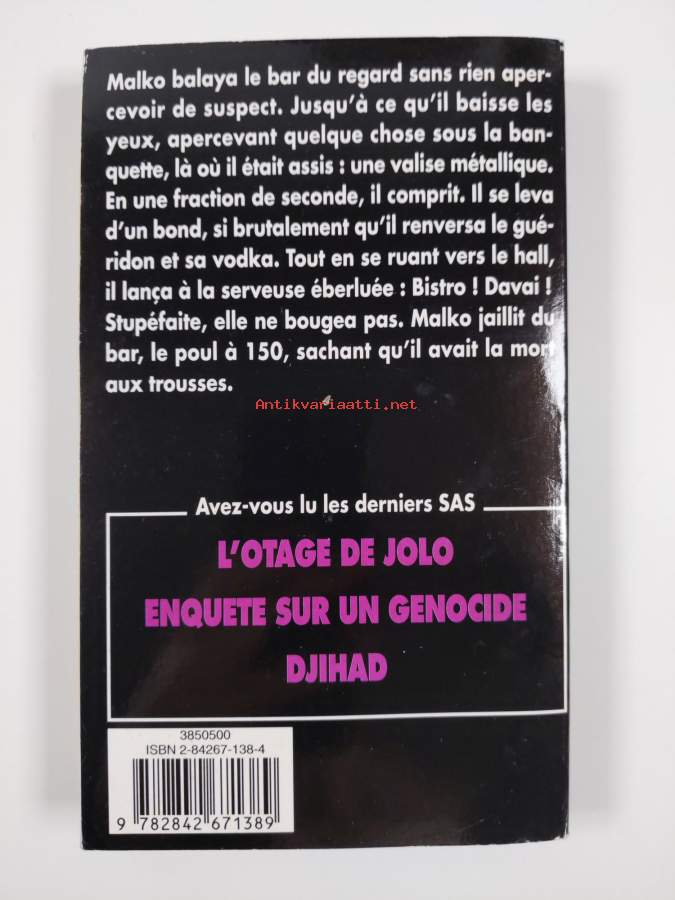 Malko balaya le bar du regard sans rien aper-
cevoir de suspect. Jusqu'à ce qu'il baisse les
yeux, apercevant quelque chose sous la ban-
quette, là où il était assis : une valise métallique.
En une fraction de seconde, il comprit. Il se leva
d'un bond, si brutalement qu'il renversa le gué-
ridon et sa vodka. Tout en se ruant vers le hall,
il lança à la serveuse éberluée : Bistro ! Davai !
Stupéfaite, elle ne bougea pas. Malko jaillit du
bar, le poul à 150, sachant qu'il avait la mort
aux trousses.
Antikvariaatti.net
Avez-vous lu les derniers SAS
L'OTAGE DE JOLO
ENQUETE SUR UN GENOCIDE
DJIHAD
3850500
ISBN 2-84267-138-4
9 782842 671389